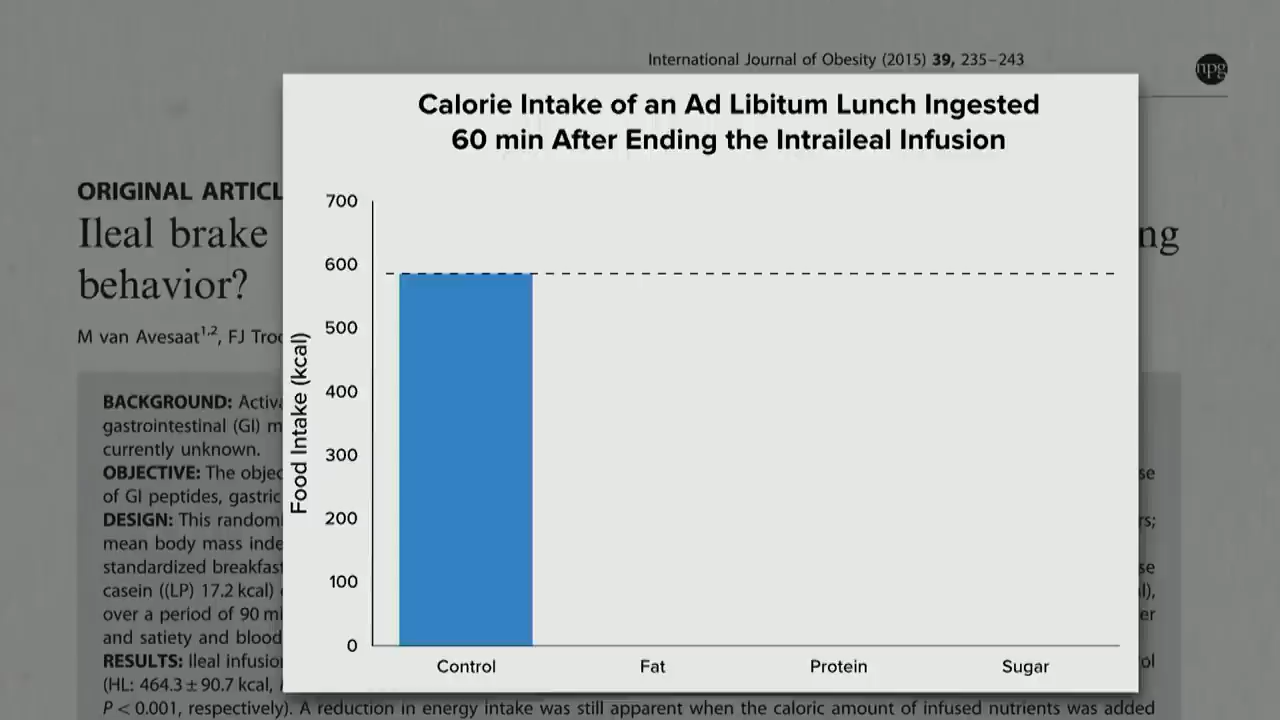 International Journal of Obesity (2015) 39, 235–243
npg
Calorie Intake of an Ad Libitum Lunch Ingested
60 min After Ending the Intraileal Infusion
ORIGINAL ARTICL
Ileal brake
ng
behavior?
M van Avesaat1,2, FJ Troo
700
600
500
400
300
200
100
0
Food Intake (kcal)
Control
Fat
Protein
Sugar
BACKGROUND: Activa
gastrointestinal (GI) m
currently unknown.
OBJECTIVE: The objec
se
of GI peptides, gastric
DESIGN: This randomi
rs;
mean body mass inde
standardized breakfast
se
casein ((LP) 17.2 kcal)
l),
over a period of 90 mi
er
and satiety and blood
RESULTS: Ileal infusion
ol
(HL: 464.3 ± 90.7 kcal,
P < 0.001, respectively). A reduction in energy intake was still apparent when the caloric amount of infused nutrients was added